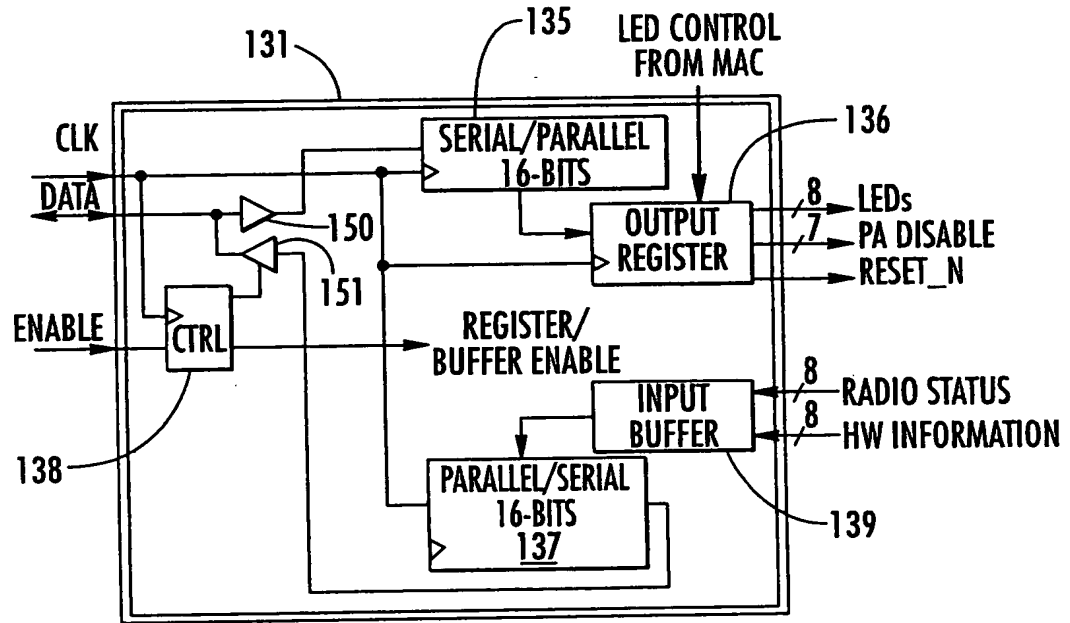 135
LED CONTROL
FROM MAC
131
136
CLK
SERIAL/PARALLEL
16-BITS
DATA
150
8
LEDs
OUTPUT
REGISTER
7
PA DISABLE
151
RESET_N
ENABLE
CTRL
REGISTER/
BUFFER ENABLE
8
RADIO STATUS
INPUT
BUFFER
8
HW INFORMATION
138
PARALLEL/SERIAL
16-BITS
137
139